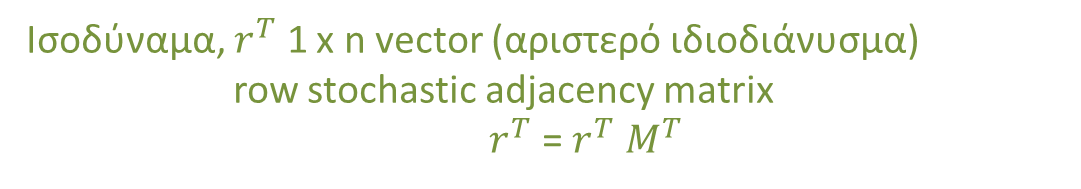 Ισοδύναμα, r^T 1 x n vector (αριστερό ιδιοδιάνυσμα)
row stochastic adjacency matrix
r^T = r^T M^T